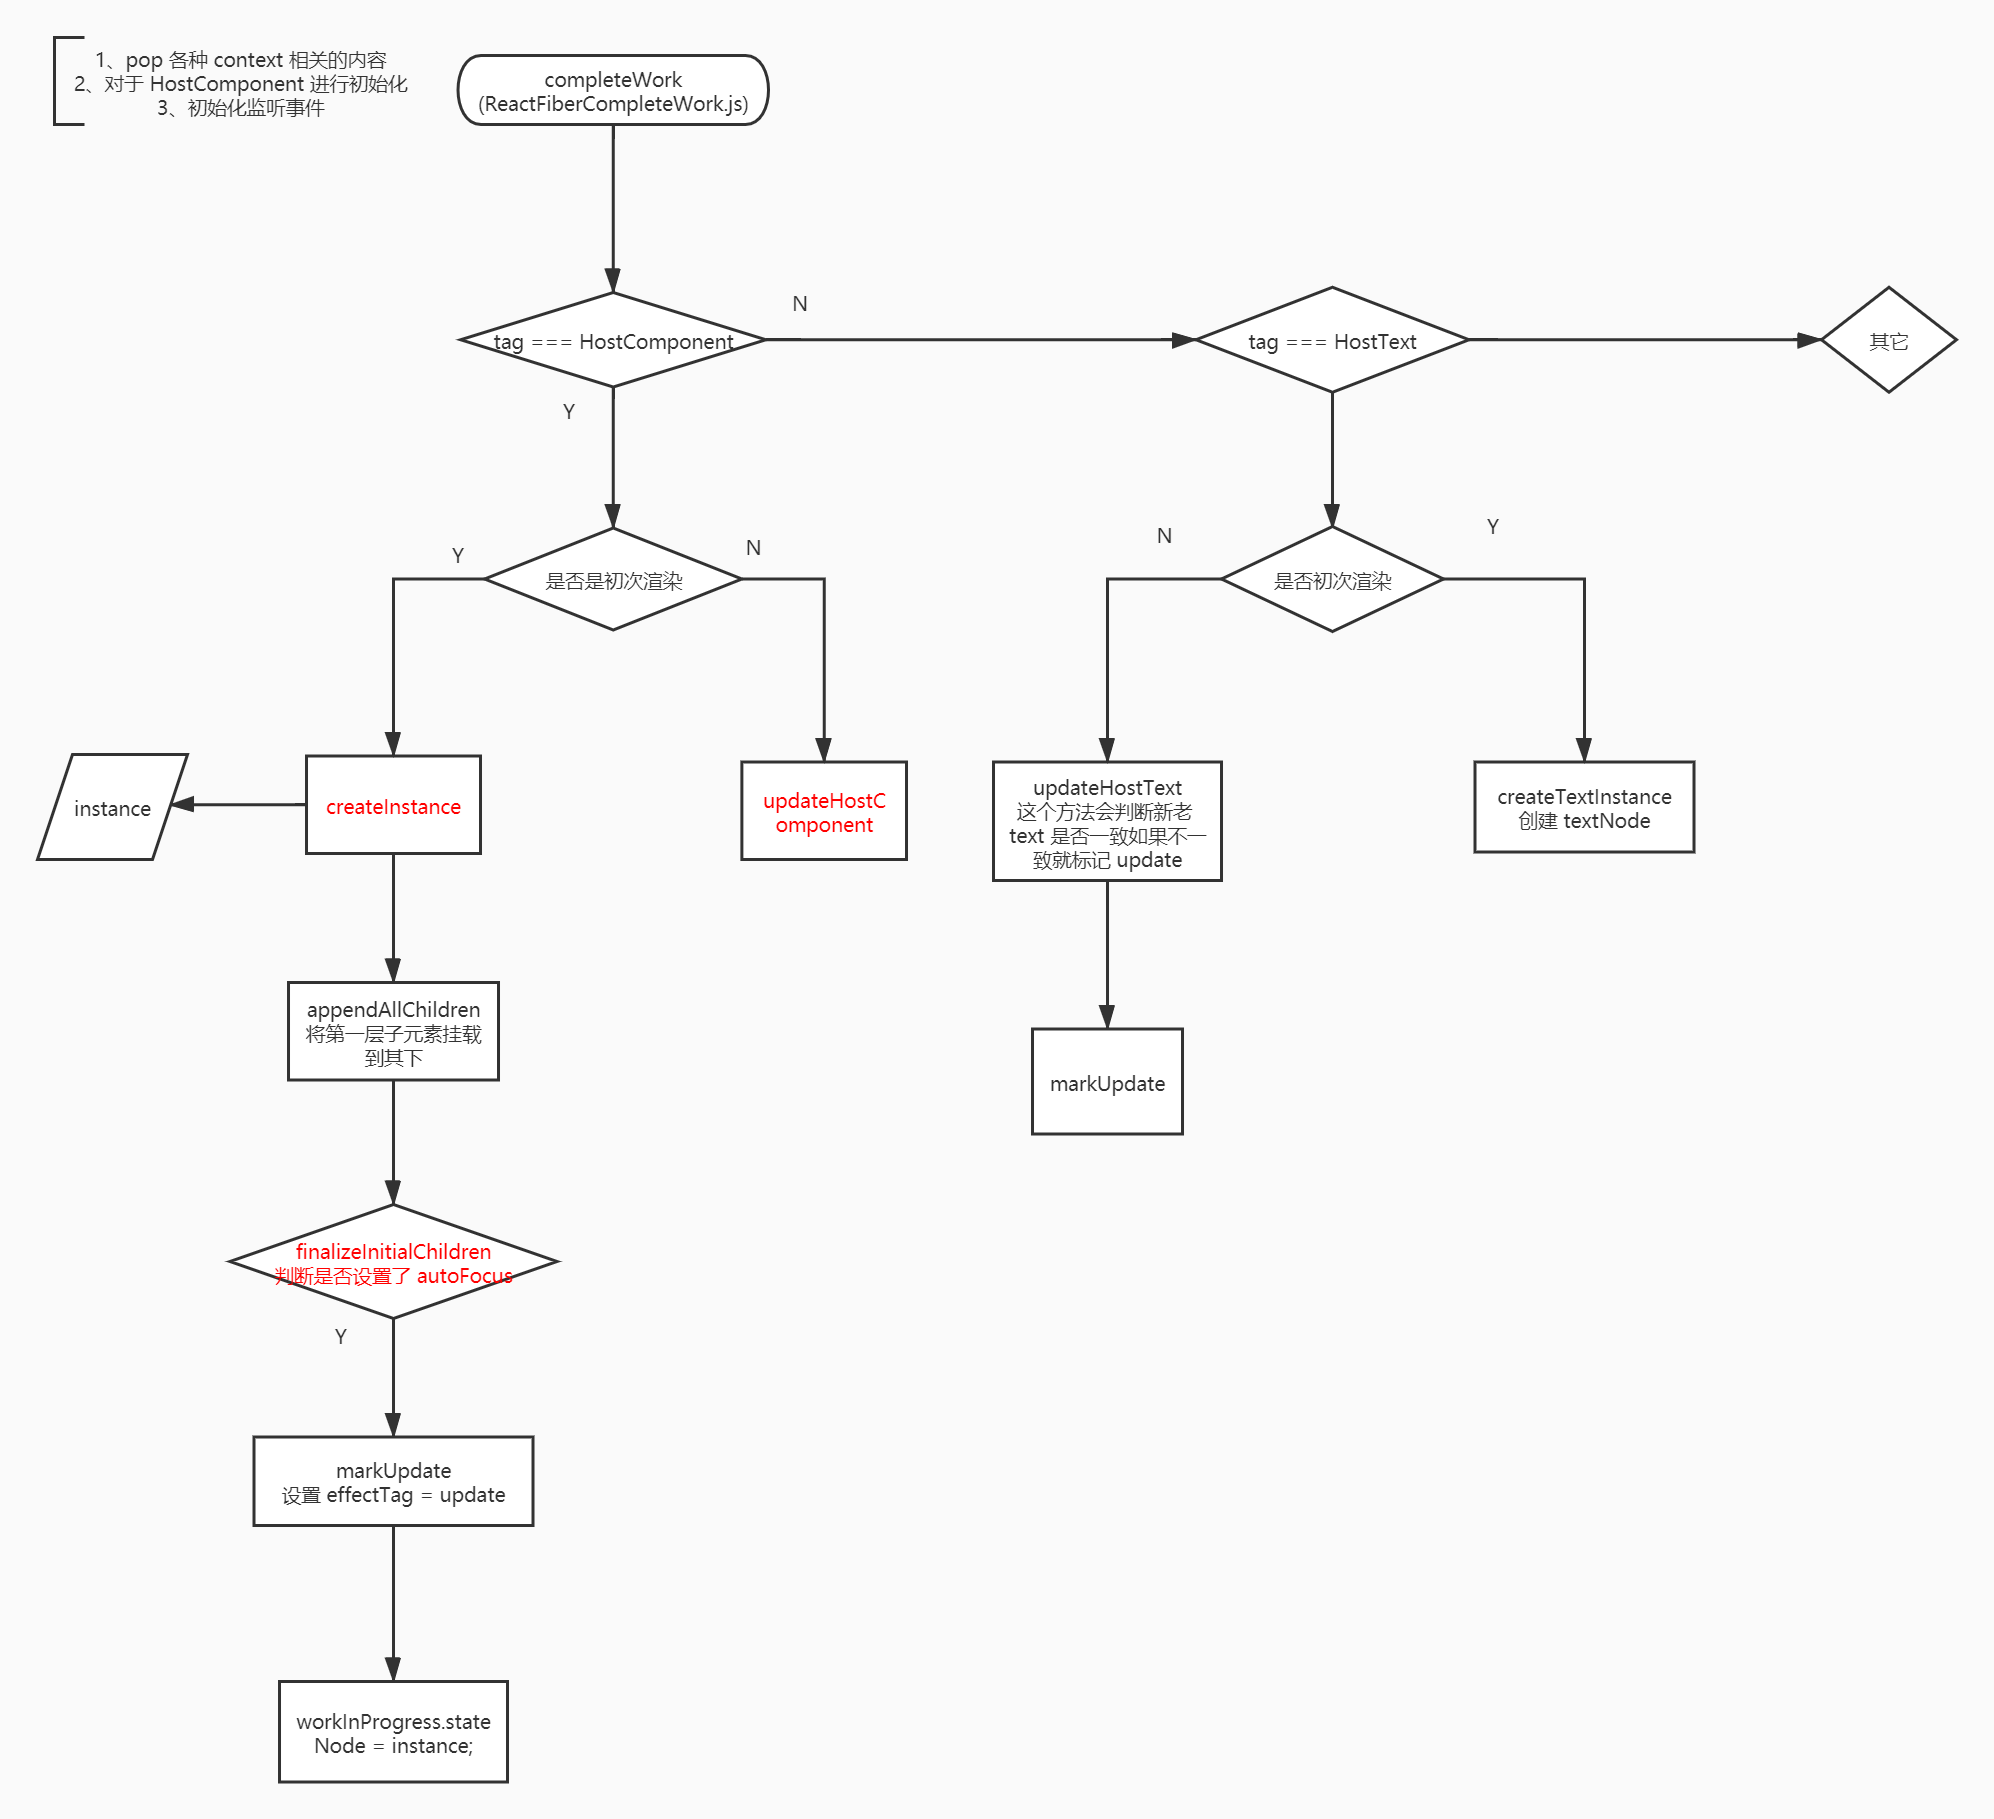 1、pop 各种 context 相关的内容
2、对于 HostComponent 进行初始化
3、初始化监听事件
completeWork
(ReactFiberCompleteWork.js)
N
tag === HostComponent
tag === HostText
其它
Y
Y
是否是初次渲染
N
N
是否初次渲染
Y
instance
createInstance
updateHostC
omponent
updateHostText
这个方法会判断新老
text 是否一致如果不一
致就标记 update
createTextInstance
创建 textNode
appendAllChildren
将第一层子元素挂载
到其下
markUpdate
finalizeInitialChildren
判断是否设置了 autoFocus
Y
markUpdate
设置 effectTag = update
workInProgress.state
Node = instance;